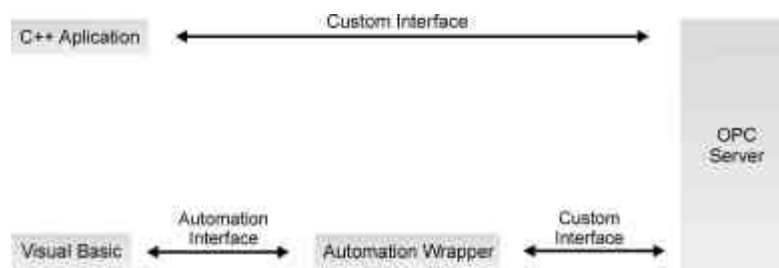 Custom Interface
C++ Aplication
OPC
Server
Automation
Interface
Custom
Interface
Visual Basic
Automation Wrapper